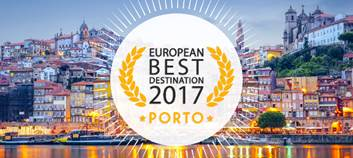 EUROPEAN
BEST
DESTINATION
2017
PORTO